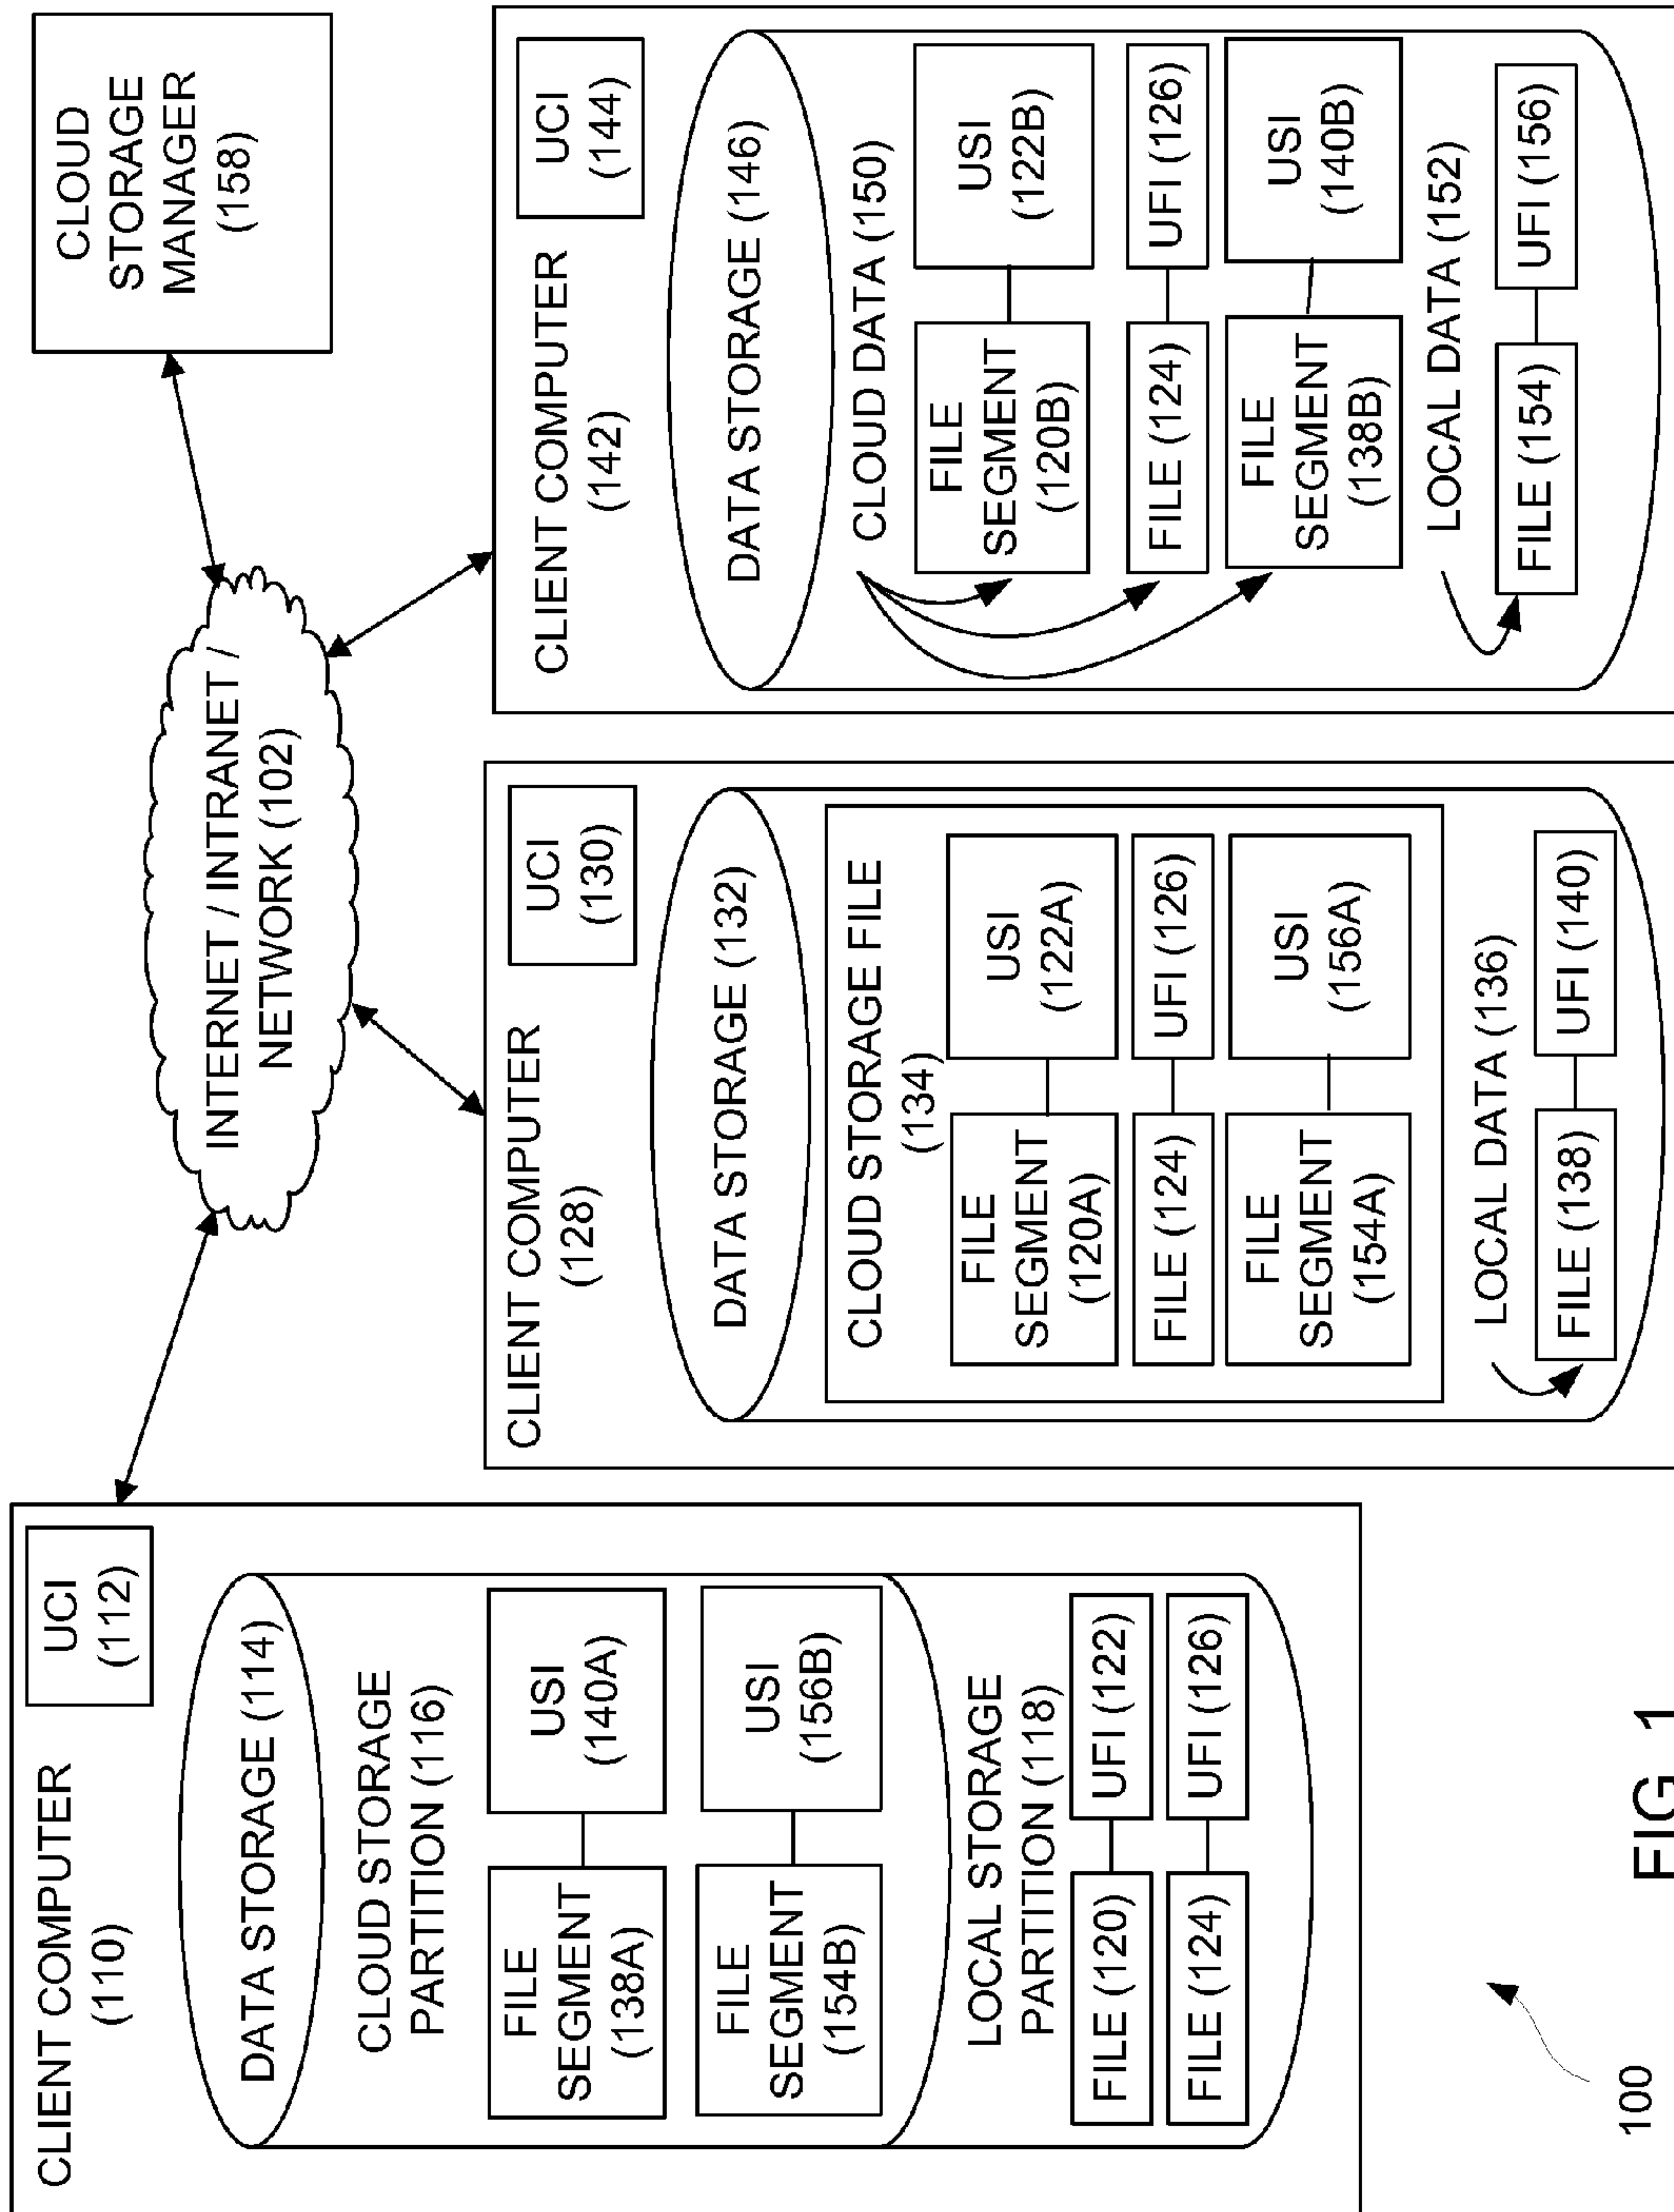 CLOUD
STORAGE
MANAGER
(158)
INTERNET / INTRANET /
NETWORK (102)
CLIENT COMPUTER
(110)
UCI
(112)
DATA STORAGE (114)
CLOUD STORAGE
PARTITION (116)
FILE
SEGMENT
(138A)
USI
(140A)
FILE
SEGMENT
(154B)
USI
(156B)
LOCAL STORAGE
PARTITION (118)
FILE (120)
UFI (122)
FILE (124)
UFI (126)
CLIENT COMPUTER
(128)
UCI
(130)
DATA STORAGE (132)
CLOUD STORAGE FILE
(134)
FILE
SEGMENT
(120A)
USI
(122A)
FILE (124)
UFI (126)
FILE
SEGMENT
(154A)
USI
(156A)
LOCAL DATA (136)
FILE (138)
UFI (140)
CLIENT COMPUTER
(142)
UCI
(144)
DATA STORAGE (146)
CLOUD DATA (150)
FILE
SEGMENT
(120B)
USI
(122B)
FILE (124)
UFI (126)
FILE
SEGMENT
(138B)
USI
(140B)
LOCAL DATA (152)
FILE (154)
UFI (156)
100
FIG. 1